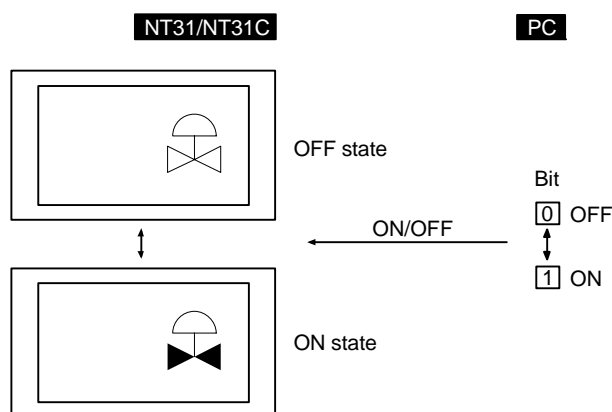 NT31/NT31C PC
OFF state
Bit
0 OFF
ON/OFF
1 ON
ON state